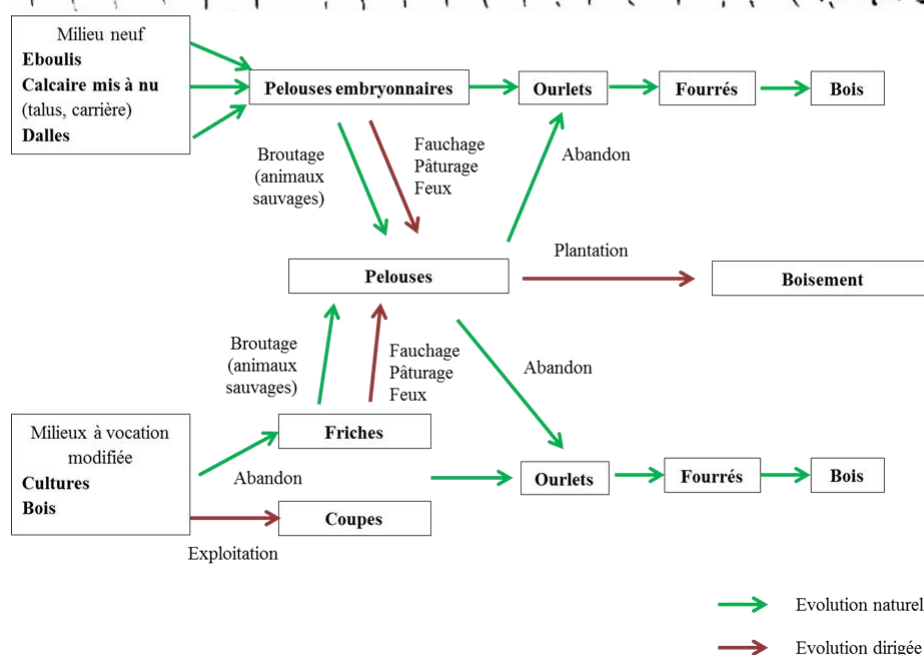 Milieu neuf
Eboulis
Calcaire mis à nu
(talus, carrière)
Dalles
Pelouses embryonnaires
Ourlets
Fourrés
Bois
Broutage
(animaux
sauvages)
Fauchage
Pâturage
Feux
Abandon
Plantation
Pelouses
Boisement
Broutage
(animaux
sauvages)
Fauchage
Pâturage
Feux
Abandon
Milieux à vocation
modifiée
Cultures
Bois
Friches
Abandon
Coupes
Exploitation
Ourlets
Fourrés
Bois
Evolution naturel
Evolution dirigée